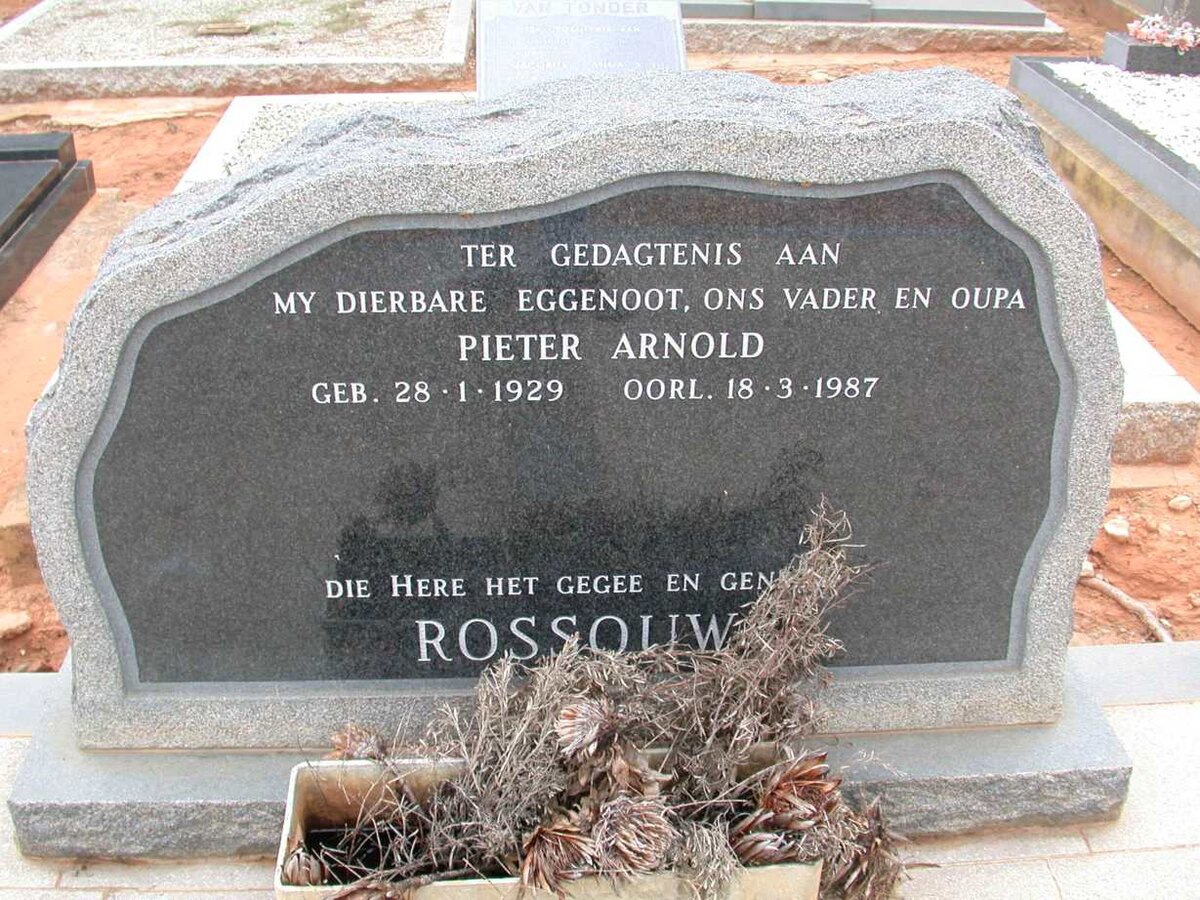 VAN TONDER
TER GEDAGTENIS AAN
MY DIERBARE EGGENOOT, ONS VADER EN OUPA
PIETER ARNOLD
GEB. 28·1·1929 OORL. 18·3·1987
DIE HERE HET GEGEE EN
ROSSOUW